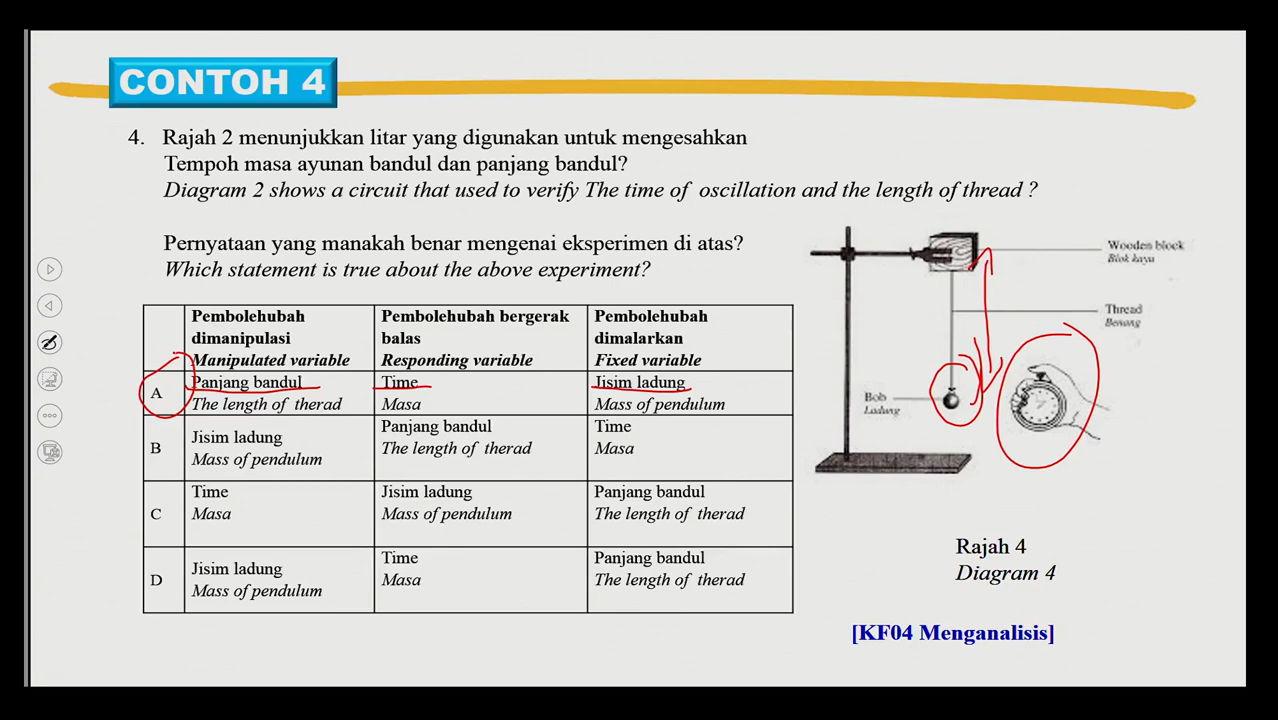 CONTOH 4
4. Rajah 2 menunjukkan litar yang digunakan untuk mengesahkan
Tempoh masa ayunan bandul dan panjang bandul?
Diagram 2 shows a circuit that used to verify The time of oscillation and the length of thread ?
Pernyataan yang manakah benar mengenai eksperimen di atas?
Which statement is true about the above experiment?
Pembolehubah dimanipulasi
Manipulated variable
Pembolehubah bergerak balas
Responding variable
Pembolehubah dimalarkan
Fixed variable
A
Panjang bandul
The length of therad
Time
Masa
Jisim ladung
Mass of pendulum
B
Jisim ladung
Mass of pendulum
Panjang bandul
The length of therad
Time
Masa
C
Time
Masa
Jisim ladung
Mass of pendulum
Panjang bandul
The length of therad
D
Jisim ladung
Mass of pendulum
Time
Masa
Panjang bandul
The length of therad
Wooden block
Blok kayu
Thread
Benang
Bob
Ladung
Rajah 4
Diagram 4
[KF04 Menganalisis]